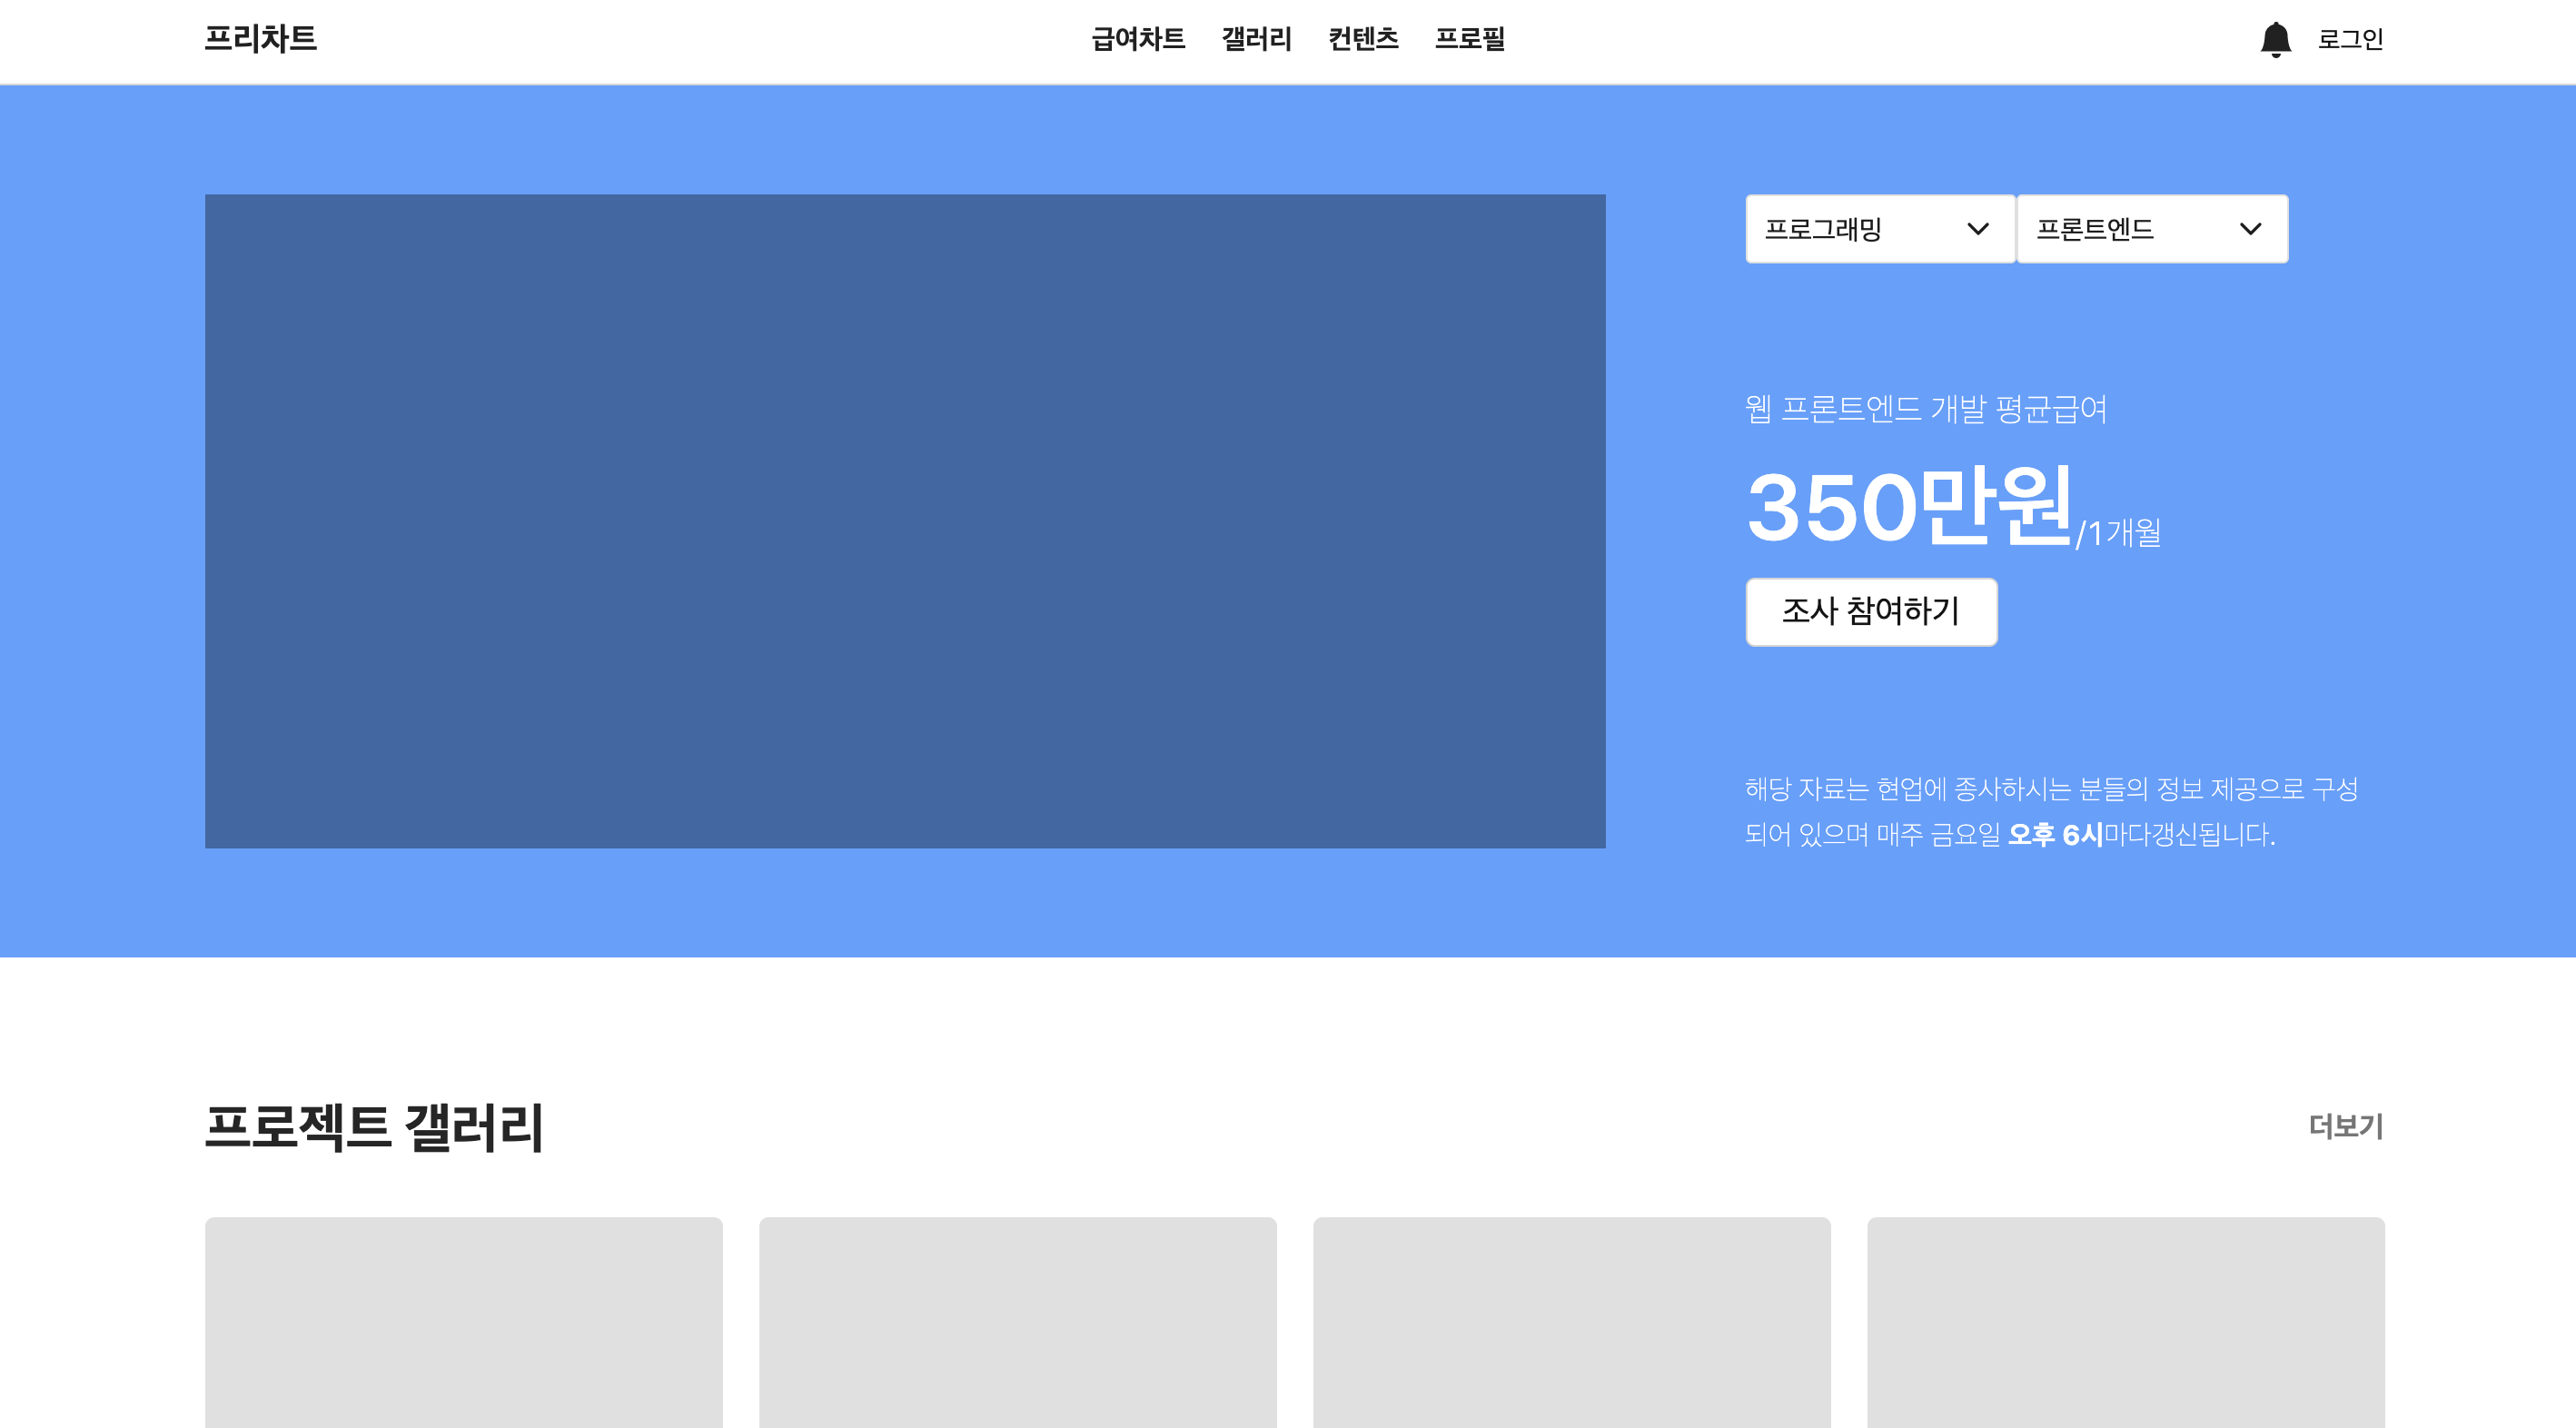 프리차트
급여차트 갤러리 컨텐츠 프로필
로그인
프로그래밍
프론트엔드
웹 프론트엔드 개발 평균급여
350만원/1개월
조사 참여하기
해당 자료는 현업에 종사하시는 분들의 정보 제공으로 구성
되어 있으며 매주 금요일 오후 6시마다갱신됩니다.
프로젝트 갤러리
더보기